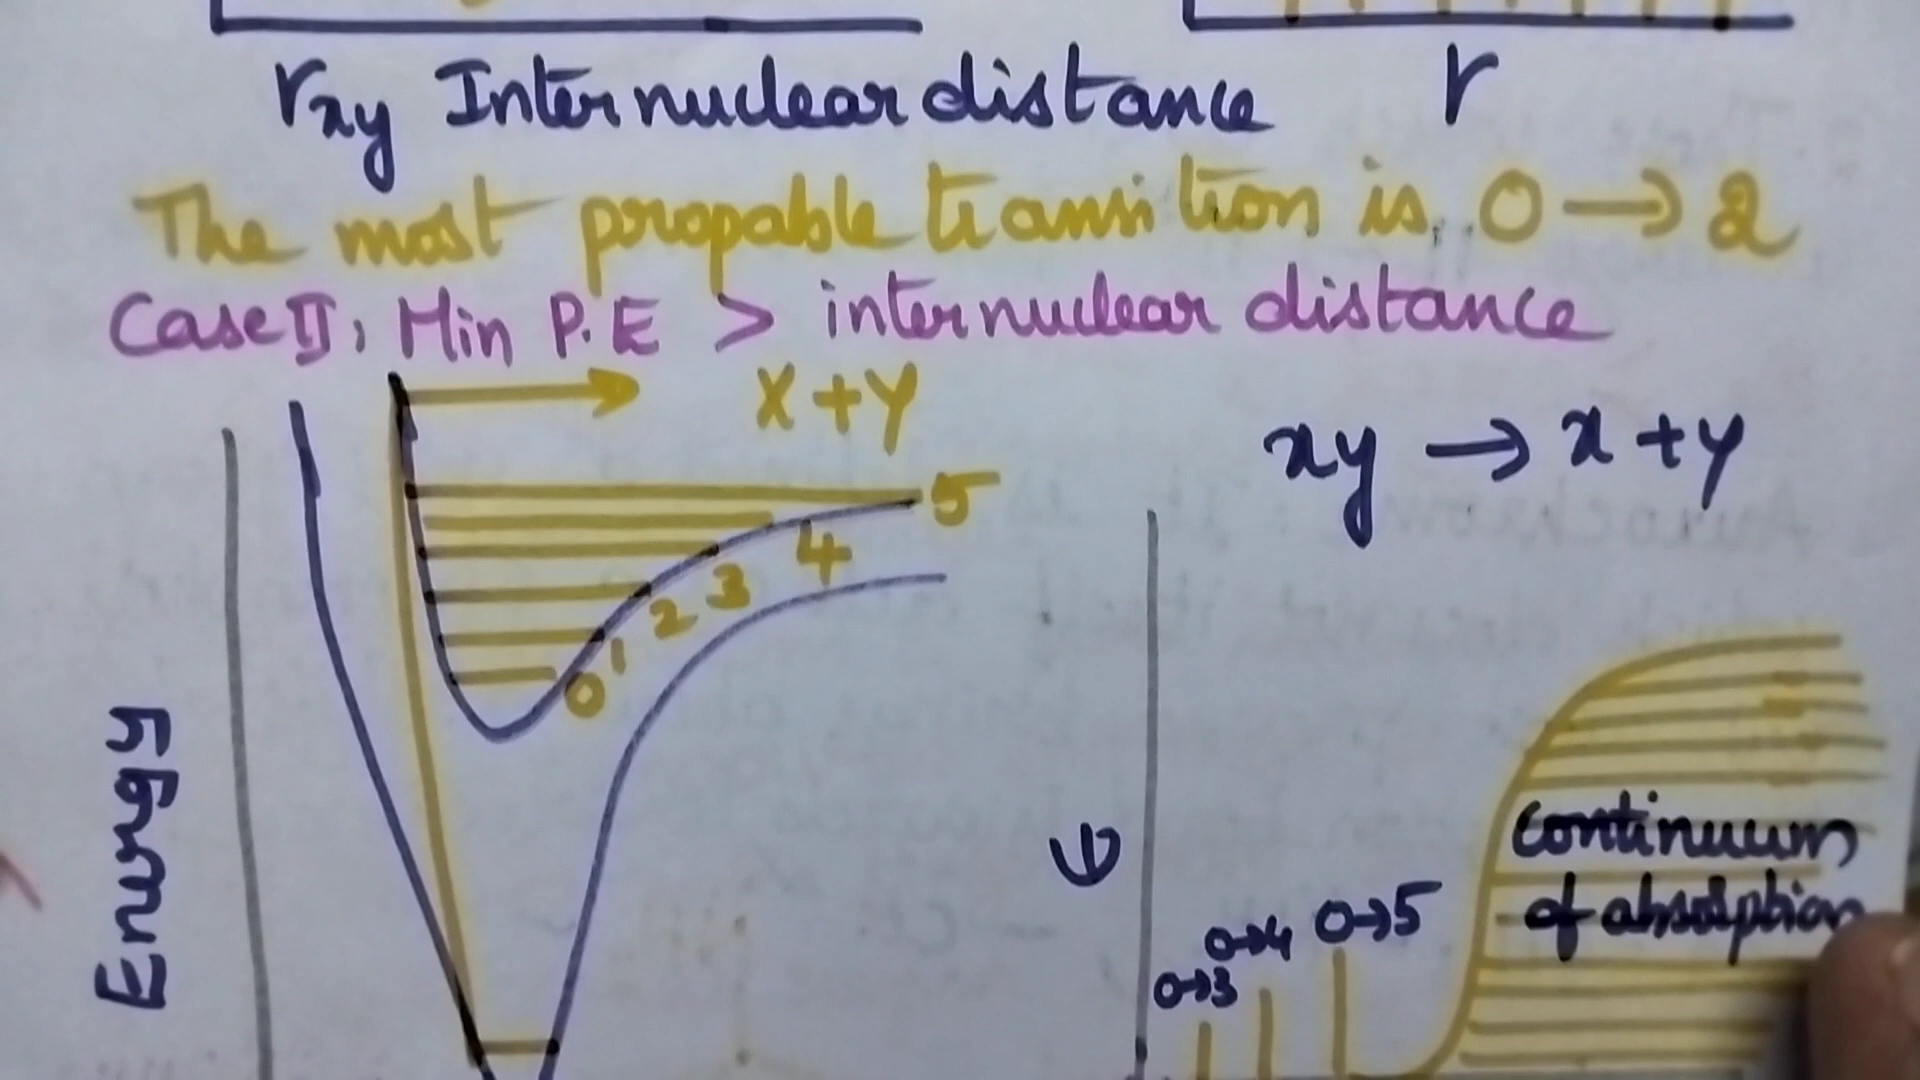 rxy Internuclear distance r
The most propable transition is 0→2
Case II, Min P.E > internuclear distance
X+Y
xy → x+y
5
4
3
2
1
0
Energy
ψ
0→3
0→4
0→5
continuum
of absorption